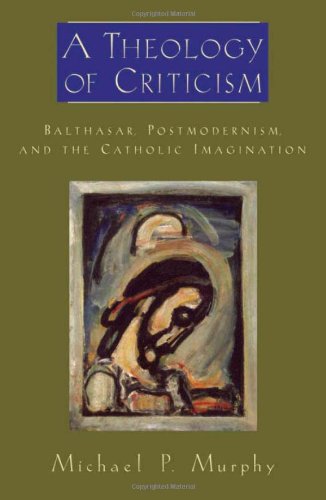 A Theology
of Criticism
Balthasar, Postmodernism,
and the Catholic Imagination
Michael P. Murphy